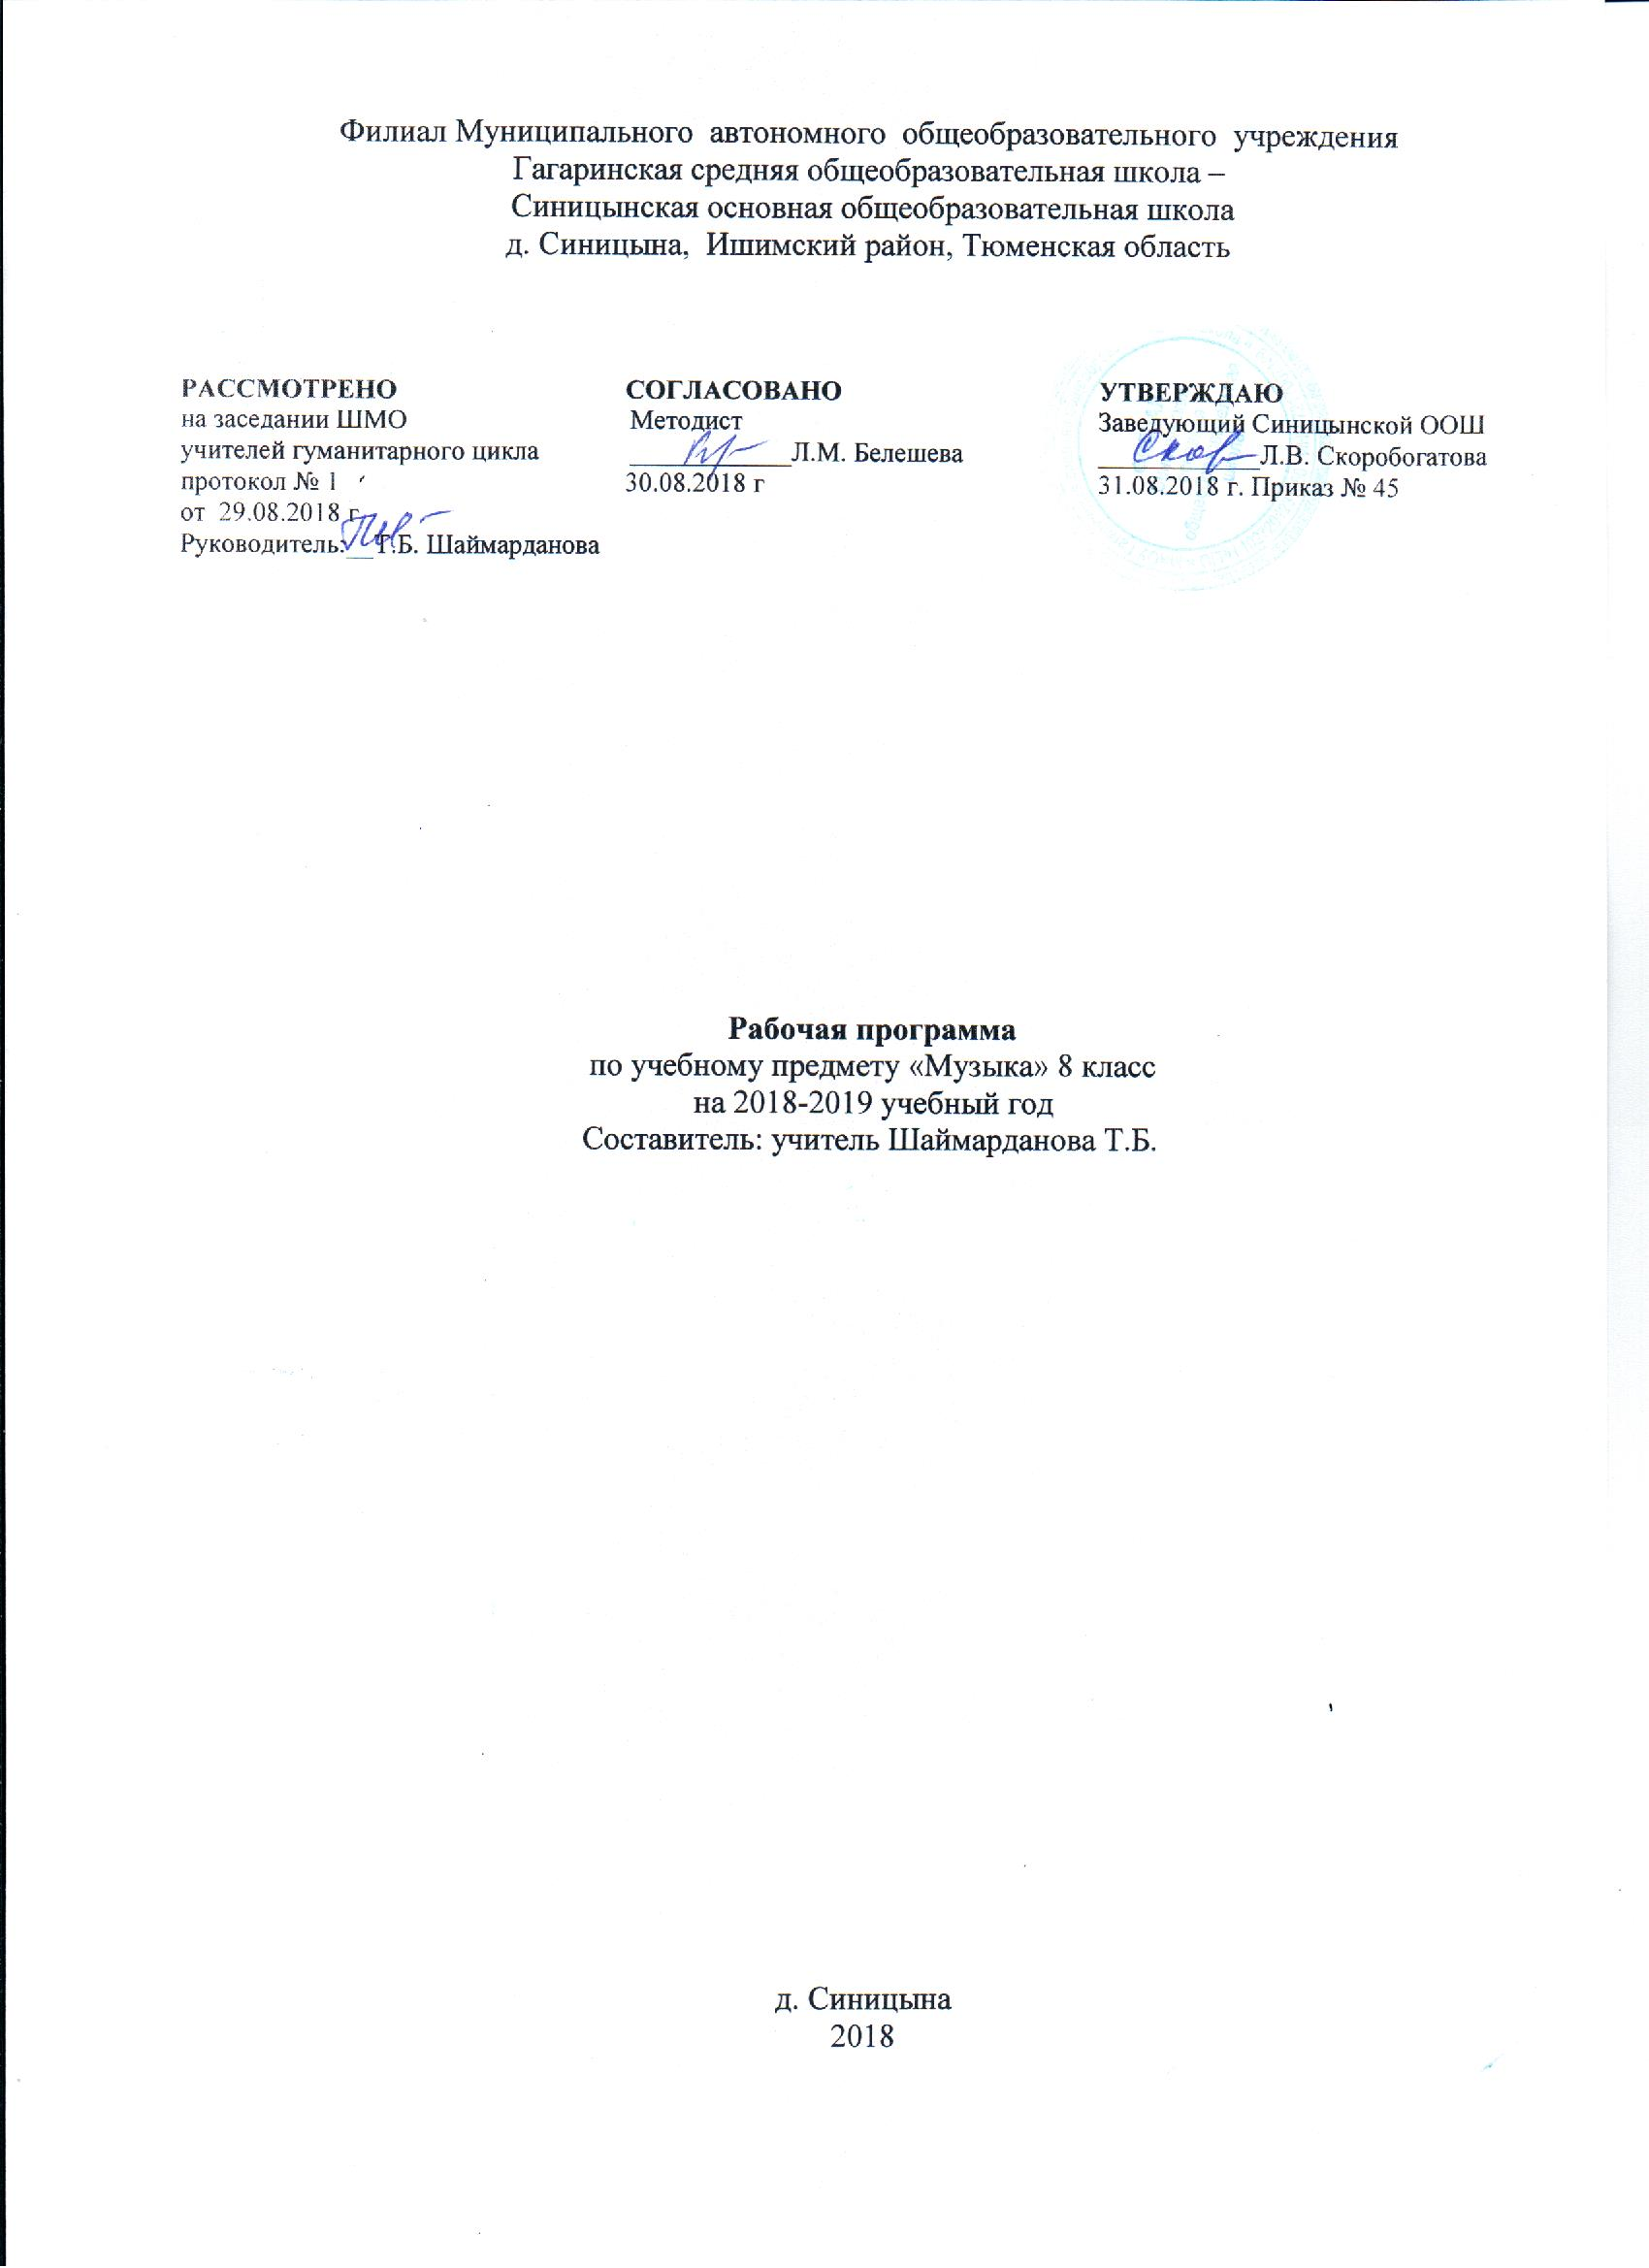 Филиал Муниципального автономного общеобразовательного учреждения
Гагаринская средняя общеобразовательная школа –
Синицынская основная общеобразовательная школа
д. Синицына, Ишимский район, Тюменская область
РАССМОТРЕНО
на заседании ШМО
учителей гуманитарного цикла
протокол № 1
от 29.08.2018 г.
Руководитель:__Т.Б. Шаймарданова
СОГЛАСОВАНО
Методист
____________Л.М. Белешева
30.08.2018 г
УТВЕРЖДАЮ
Заведующий Синицынской ООШ
____________Л.В. Скоробогатова
31.08.2018 г. Приказ № 45
Рабочая программа
по учебному предмету «Музыка» 8 класс
на 2018-2019 учебный год
Составитель: учитель Шаймарданова Т.Б.
д. Синицына
2018